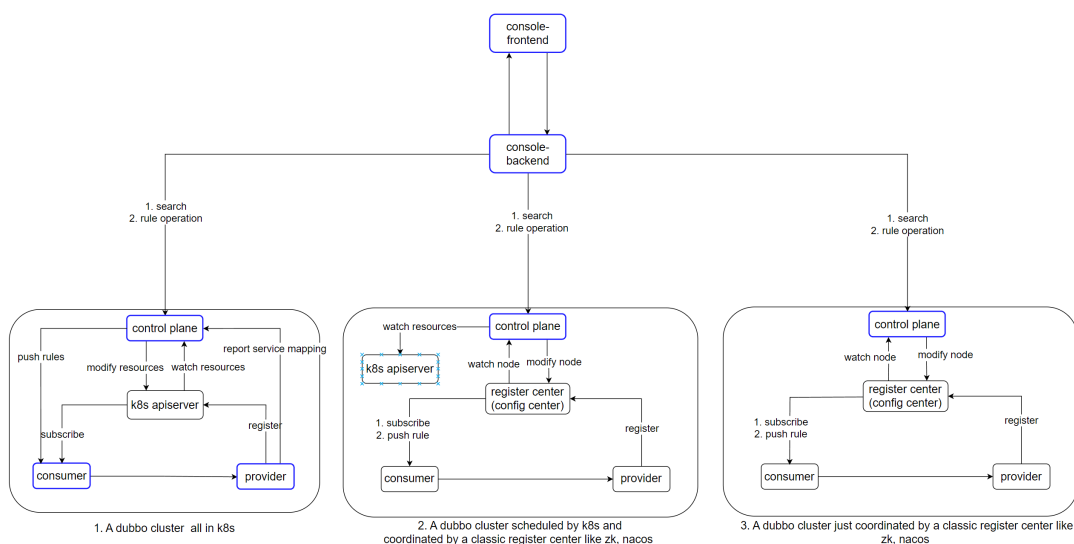 console-
frontend
console-
backend
1. search
2. rule operation
1. search
2. rule operation
1. search
2. rule operation
control plane
push rules
report service mapping
modify resources
watch resources
k8s apiserver
subscribe
register
consumer
provider
1. A dubbo cluster  all in k8s
watch resources
control plane
k8s apiserver
watch node
modify node
register center
(config center)
1. subscribe
2. push rule
register
consumer
provider
2. A dubbo cluster scheduled by k8s and
coordinated by a classic register center like zk, nacos
control plane
watch node
modify node
register center
(config center)
1. subscribe
2. push rule
register
consumer
provider
3. A dubbo cluster just coordinated by a classic register center like
zk, nacos